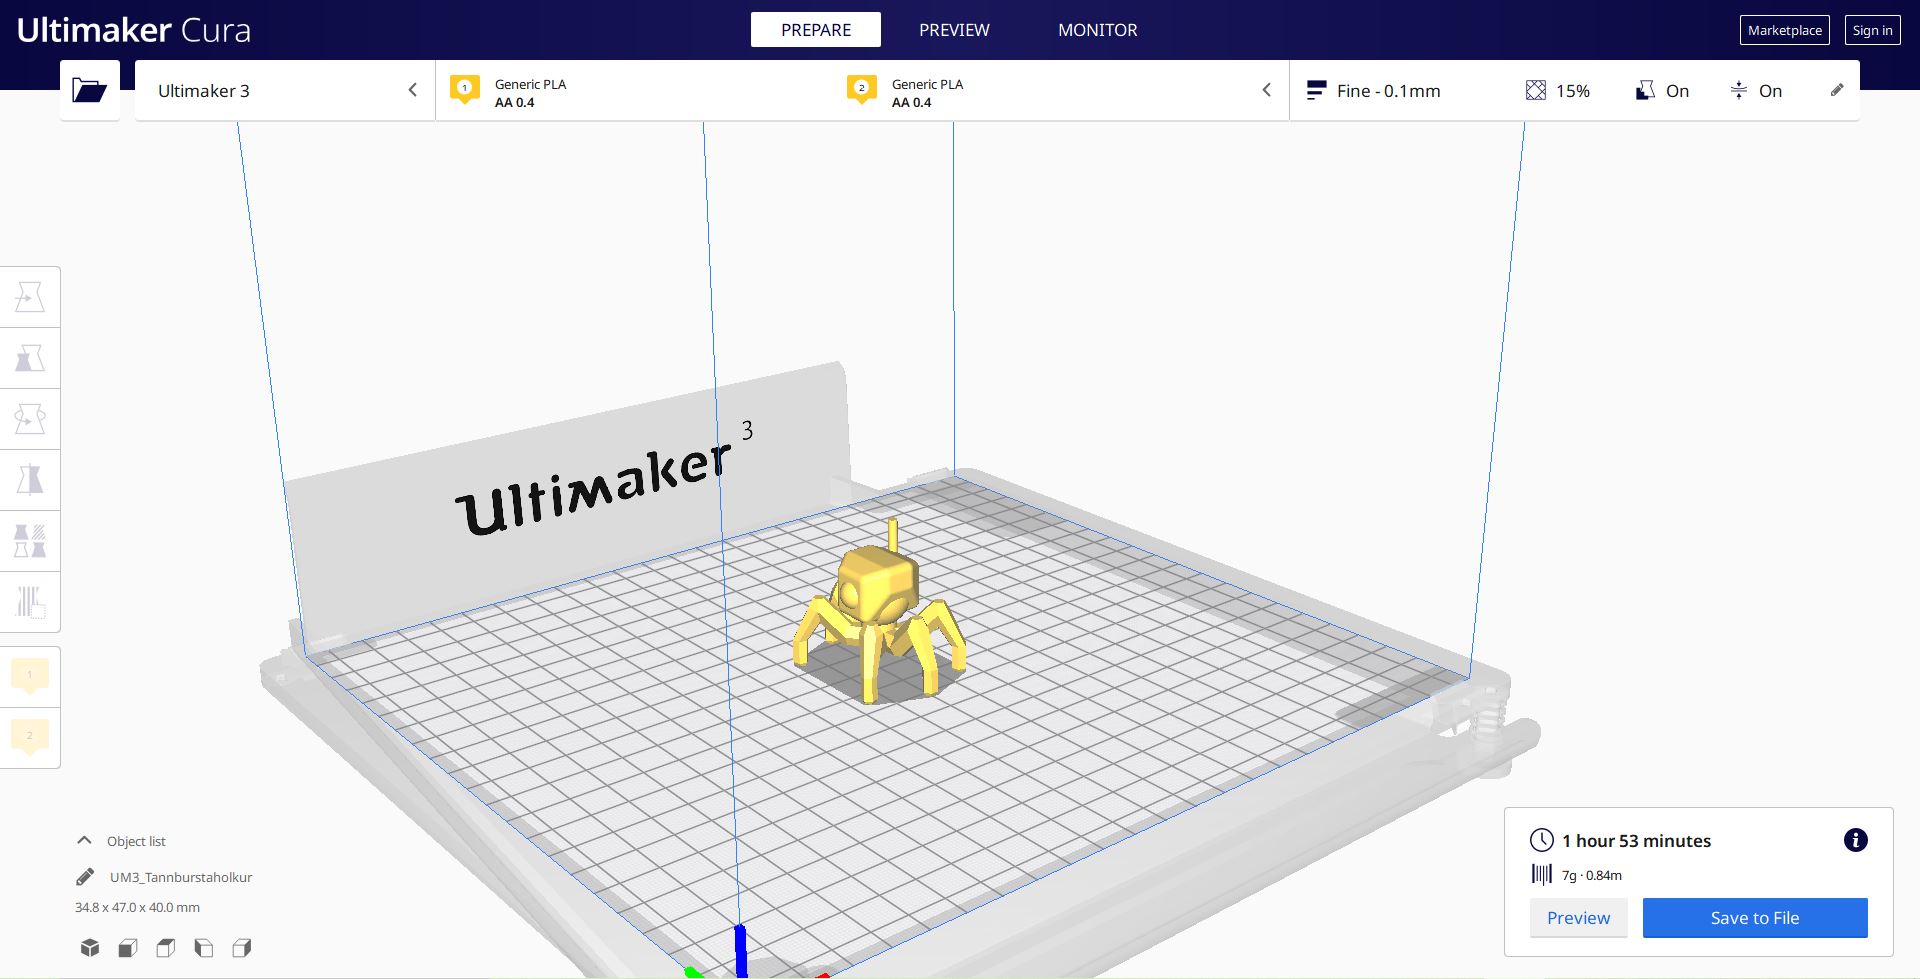 Ultimaker Cura
PREPARE
PREVIEW
MONITOR
Marketplace
Sign in
Ultimaker 3
1
Generic PLA
AA 0.4
2
Generic PLA
AA 0.4
Fine - 0.1mm
15%
On
On
Ultimaker 3
1
2
Object list
UM3_Tannburstaholkur
34.8 x 47.0 x 40.0 mm
1 hour 53 minutes
7g · 0.84m
Preview
Save to File